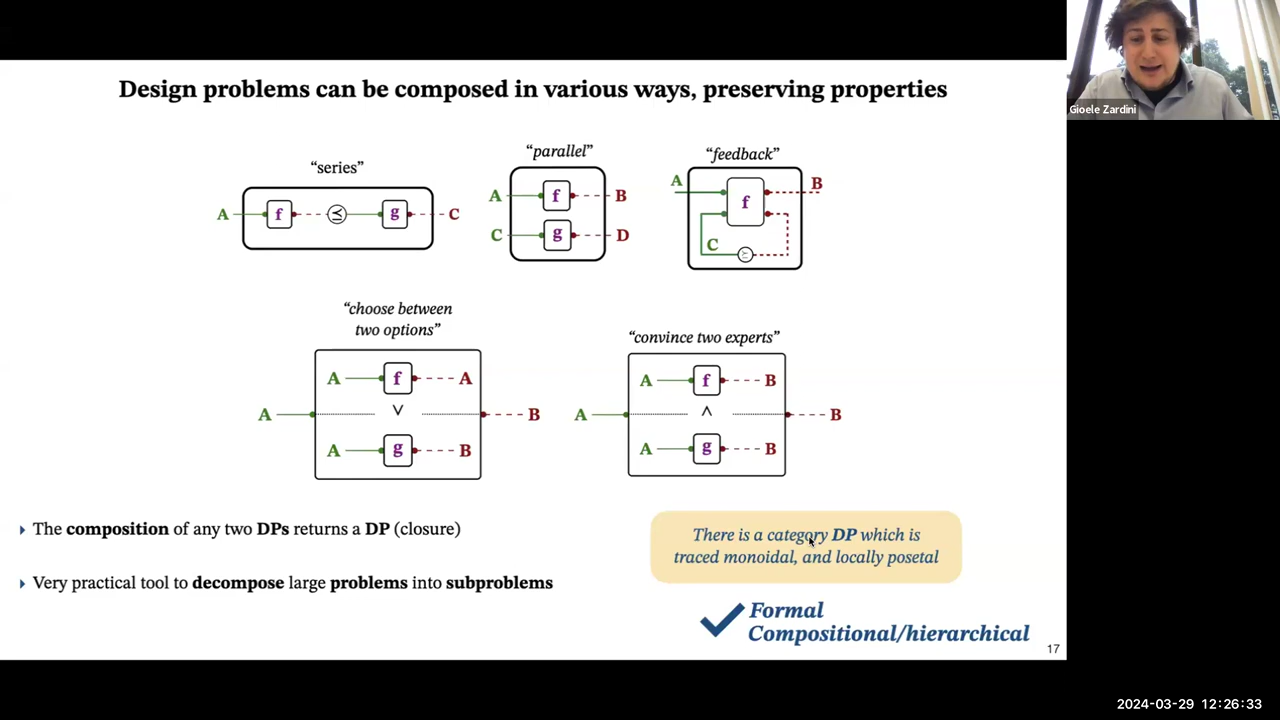 Gioele Zardini
Design problems can be composed in various ways, preserving properties
“series”
A f ⪯ g C
“parallel”
A f B
C g D
“feedback”
A f B
C ⪰
“choose between
two options”
A f A
A ∨ B
A g B
“convince two experts”
A f B
A ∧ B
A g B
The composition of any two DPs returns a DP (closure)
Very practical tool to decompose large problems into subproblems
There is a category DP which is
traced monoidal, and locally posetal
Formal
Compositional/hierarchical
17
2024-03-29 12:26:33